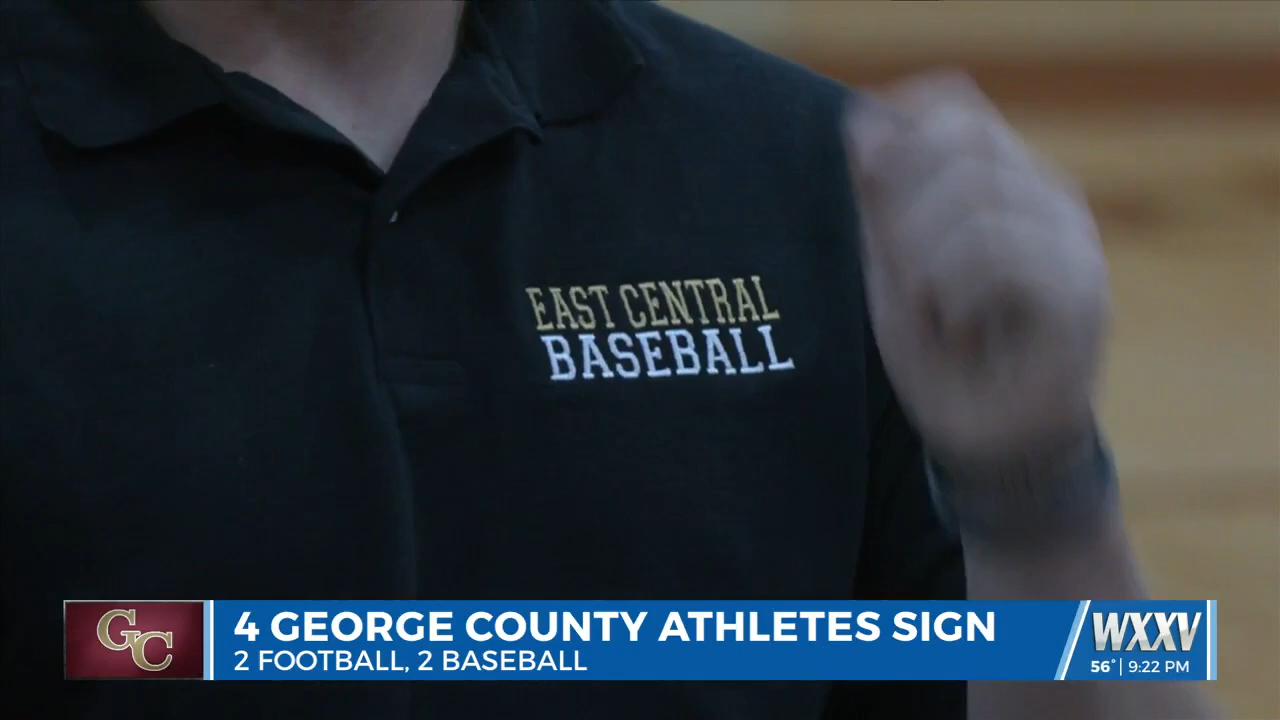 EAST CENTRAL
BASEBALL
GC
4 GEORGE COUNTY ATHLETES SIGN
2 FOOTBALL, 2 BASEBALL
WXXV
56° | 9:22 PM